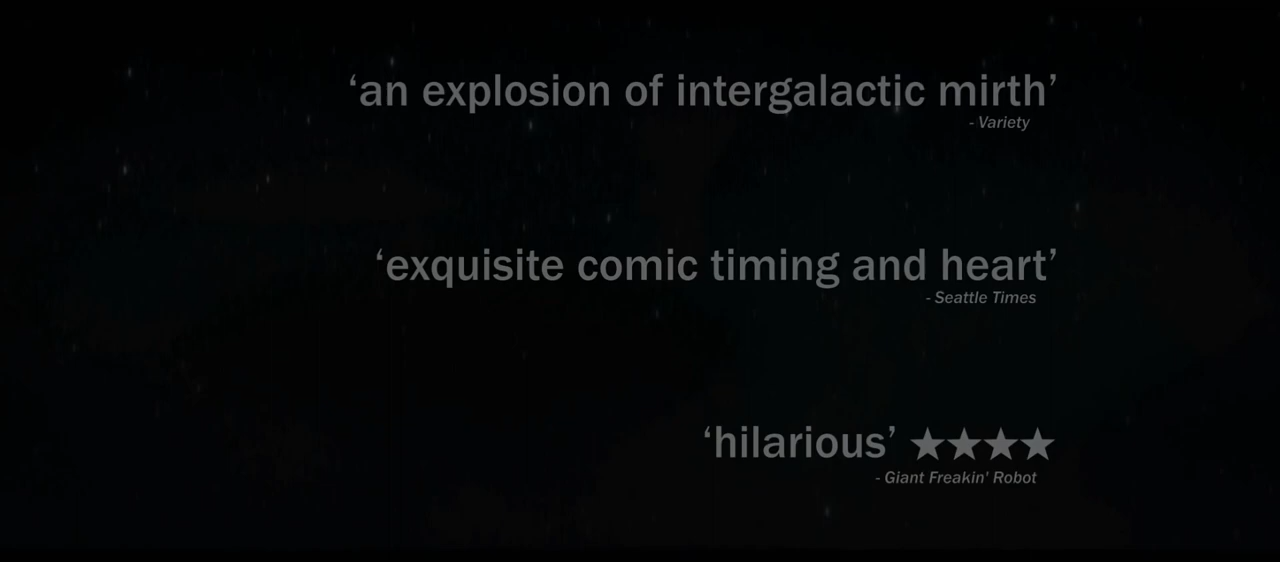 ‘an explosion of intergalactic mirth’
- Variety
‘exquisite comic timing and heart’
- Seattle Times
‘hilarious’ ★★★★
- Giant Freakin' Robot